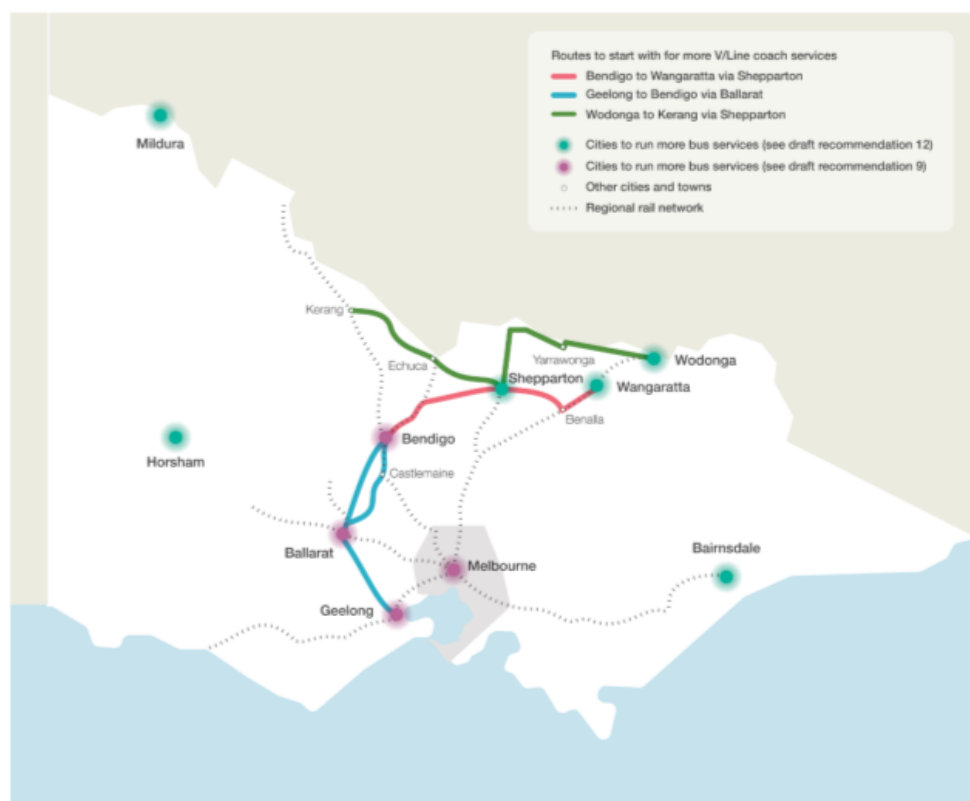 Routes to start with for more V/Line coach services
Bendigo to Wangaratta via Shepparton
Geelong to Bendigo via Ballarat
Wodonga to Kerang via Shepparton
Cities to run more bus services (see draft recommendation 12)
Cities to run more bus services (see draft recommendation 9)
Other cities and towns
Regional rail network
Mildura
Kerang
Echuca
Yarrawonga
Wodonga
Shepparton
Wangaratta
Benalla
Bendigo
Horsham
Castlemaine
Ballarat
Bairnsdale
Melbourne
Geelong